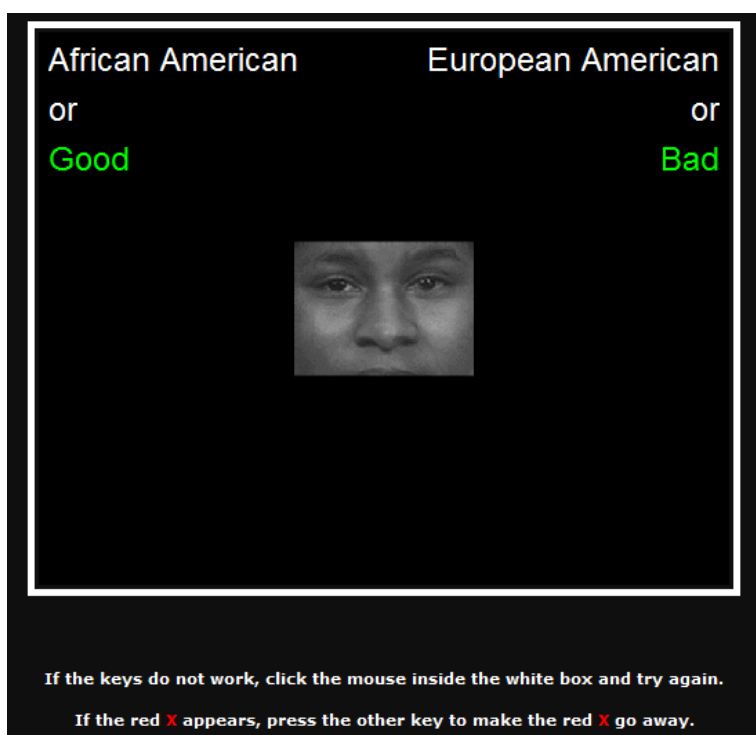 African American European American
or or
Good Bad
If the keys do not work, click the mouse inside the white box and try again.
If the red X appears, press the other key to make the red X go away.